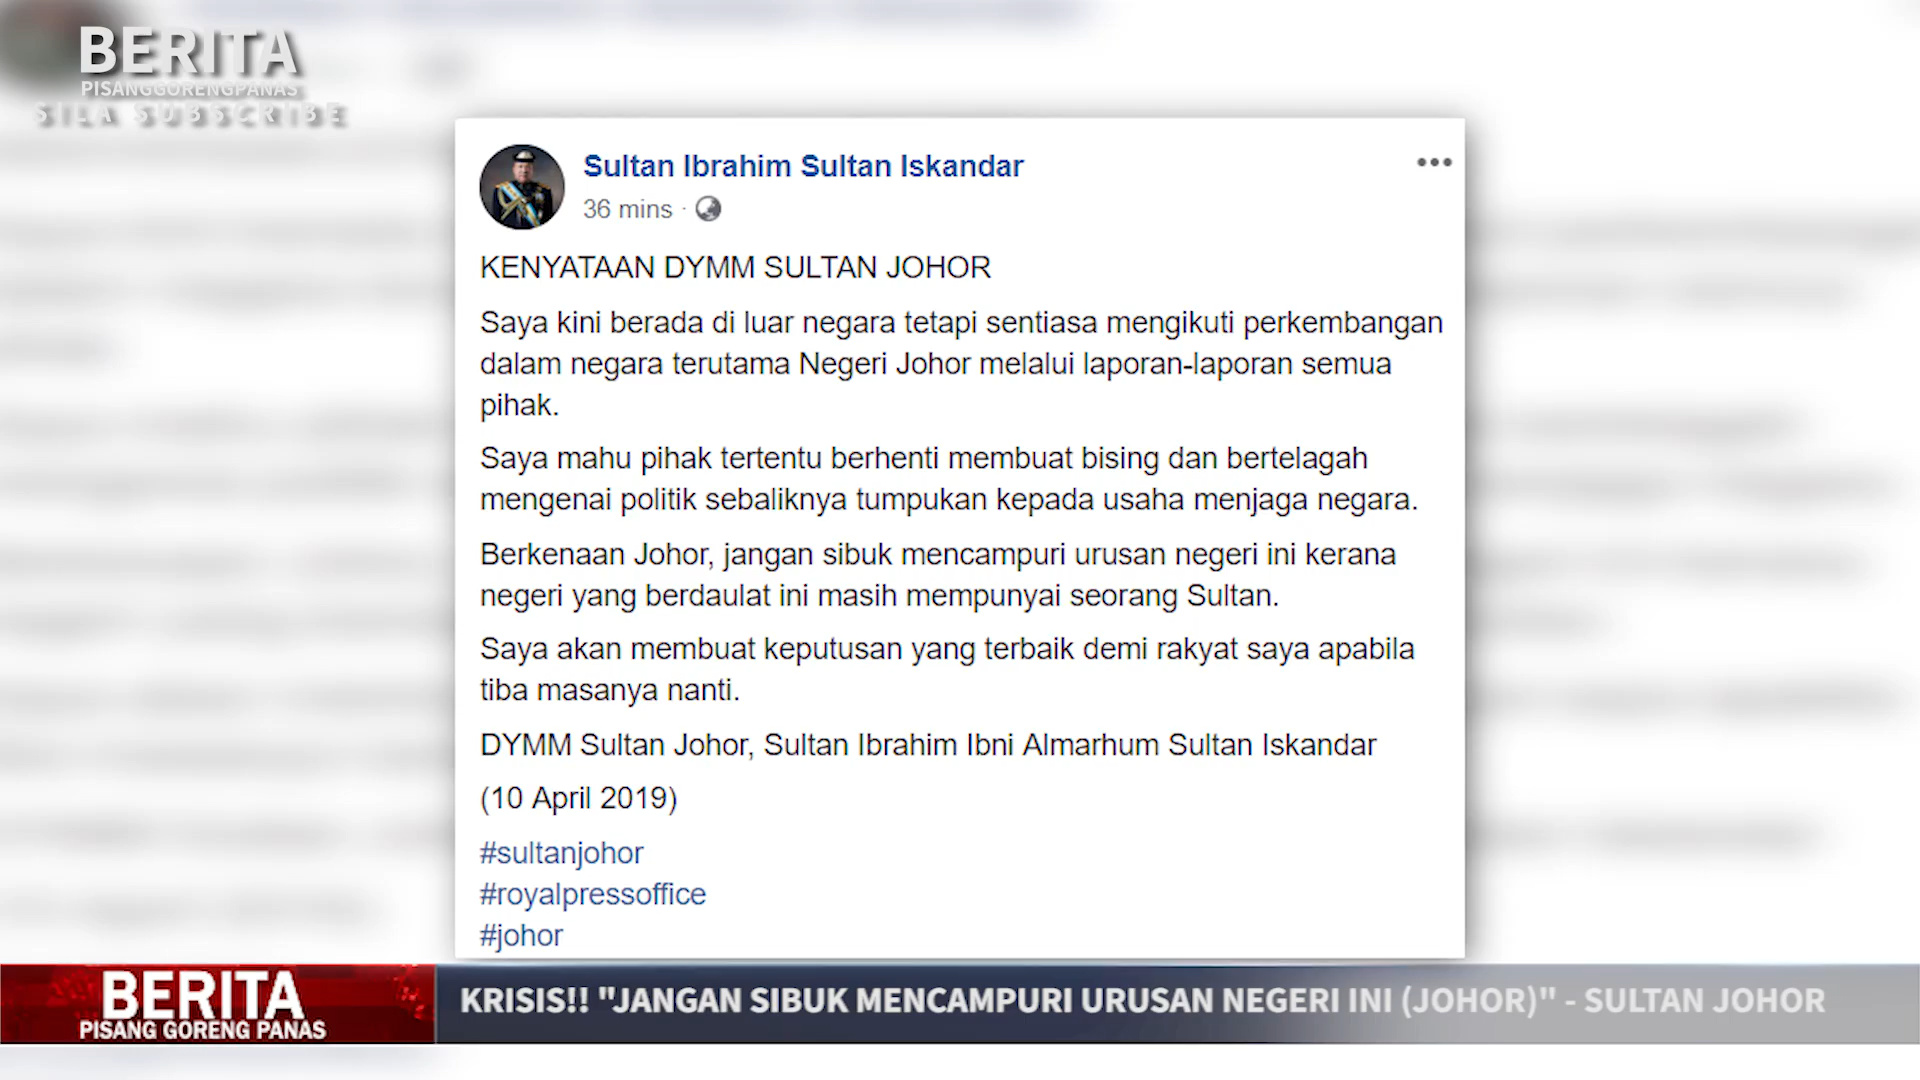 BERITA
PISANGGORENGPANAS
SILA SUBSCRIBE
Sultan Ibrahim Sultan Iskandar
36 mins ·
KENYATAAN DYMM SULTAN JOHOR
Saya kini berada di luar negara tetapi sentiasa mengikuti perkembangan
dalam negara terutama Negeri Johor melalui laporan-laporan semua
pihak.
Saya mahu pihak tertentu berhenti membuat bising dan bertelagah
mengenai politik sebaliknya tumpukan kepada usaha menjaga negara.
Berkenaan Johor, jangan sibuk mencampuri urusan negeri ini kerana
negeri yang berdaulat ini masih mempunyai seorang Sultan.
Saya akan membuat keputusan yang terbaik demi rakyat saya apabila
tiba masanya nanti.
DYMM Sultan Johor, Sultan Ibrahim Ibni Almarhum Sultan Iskandar
(10 April 2019)
#sultanjohor
#royalpressoffice
#johor
BERITA
PISANG GORENG PANAS
KRISIS!! "JANGAN SIBUK MENCAMPURI URUSAN NEGERI INI (JOHOR)" - SULTAN JOHOR